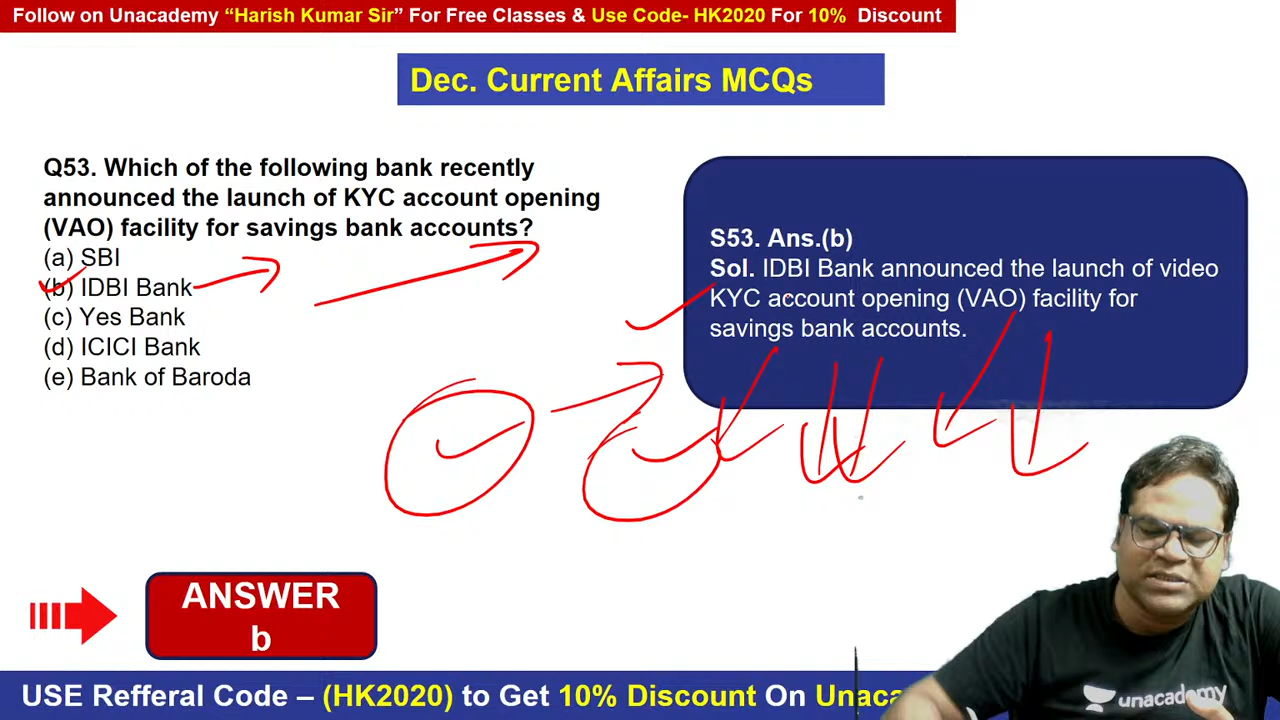 Follow on Unacademy “Harish Kumar Sir” For Free Classes & Use Code- HK2020 For 10% Discount
Dec. Current Affairs MCQs
Q53. Which of the following bank recently
announced the launch of KYC account opening
(VAO) facility for savings bank accounts?
(a) SBI
(b) IDBI Bank
(c) Yes Bank
(d) ICICI Bank
(e) Bank of Baroda
S53. Ans.(b)
Sol. IDBI Bank announced the launch of video
KYC account opening (VAO) facility for
savings bank accounts.
ANSWER
b
unacademy
USE Refferal Code – (HK2020) to Get 10% Discount On